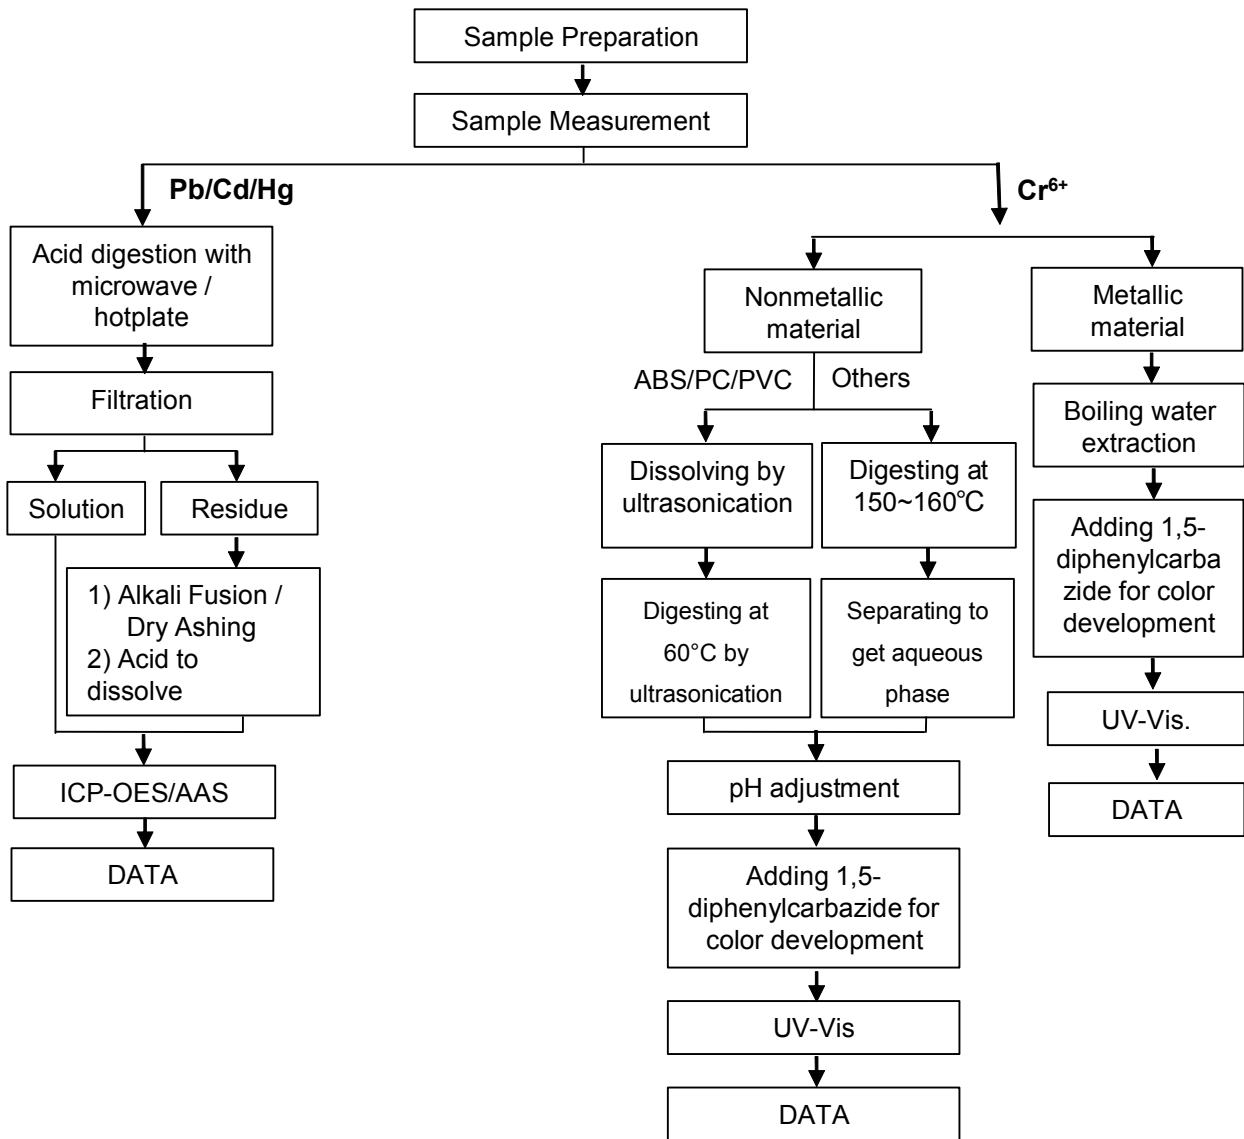 Sample Preparation
Sample Measurement
Pb/Cd/Hg
Cr⁶⁺
Acid digestion with
microwave /
hotplate
Filtration
Solution
Residue
1) Alkali Fusion /
Dry Ashing
2) Acid to
dissolve
ICP-OES/AAS
DATA
Nonmetallic
material
ABS/PC/PVC
Others
Dissolving by
ultrasonication
Digesting at
150~160℃
Digesting at
60°C by
ultrasonication
Separating to
get aqueous
phase
pH adjustment
Adding 1,5-
diphenylcarbazide for
color development
UV-Vis
DATA
Metallic
material
Boiling water
extraction
Adding 1,5-
diphenylcarba
zide for color
development
UV-Vis.
DATA